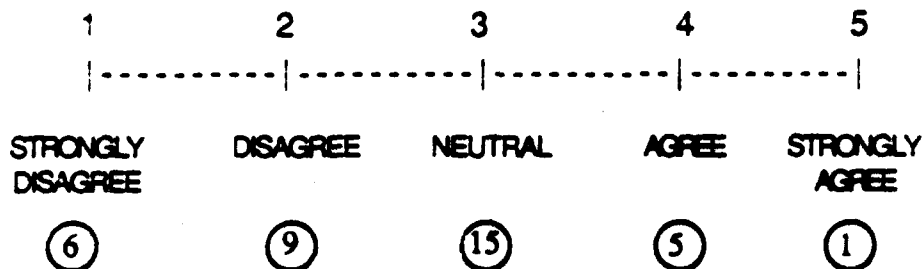 1 2 3 4 5
STRONGLY DISAGREE NEUTRAL AGREE STRONGLY
DISAGREE AGREE
6 9 15 5 1